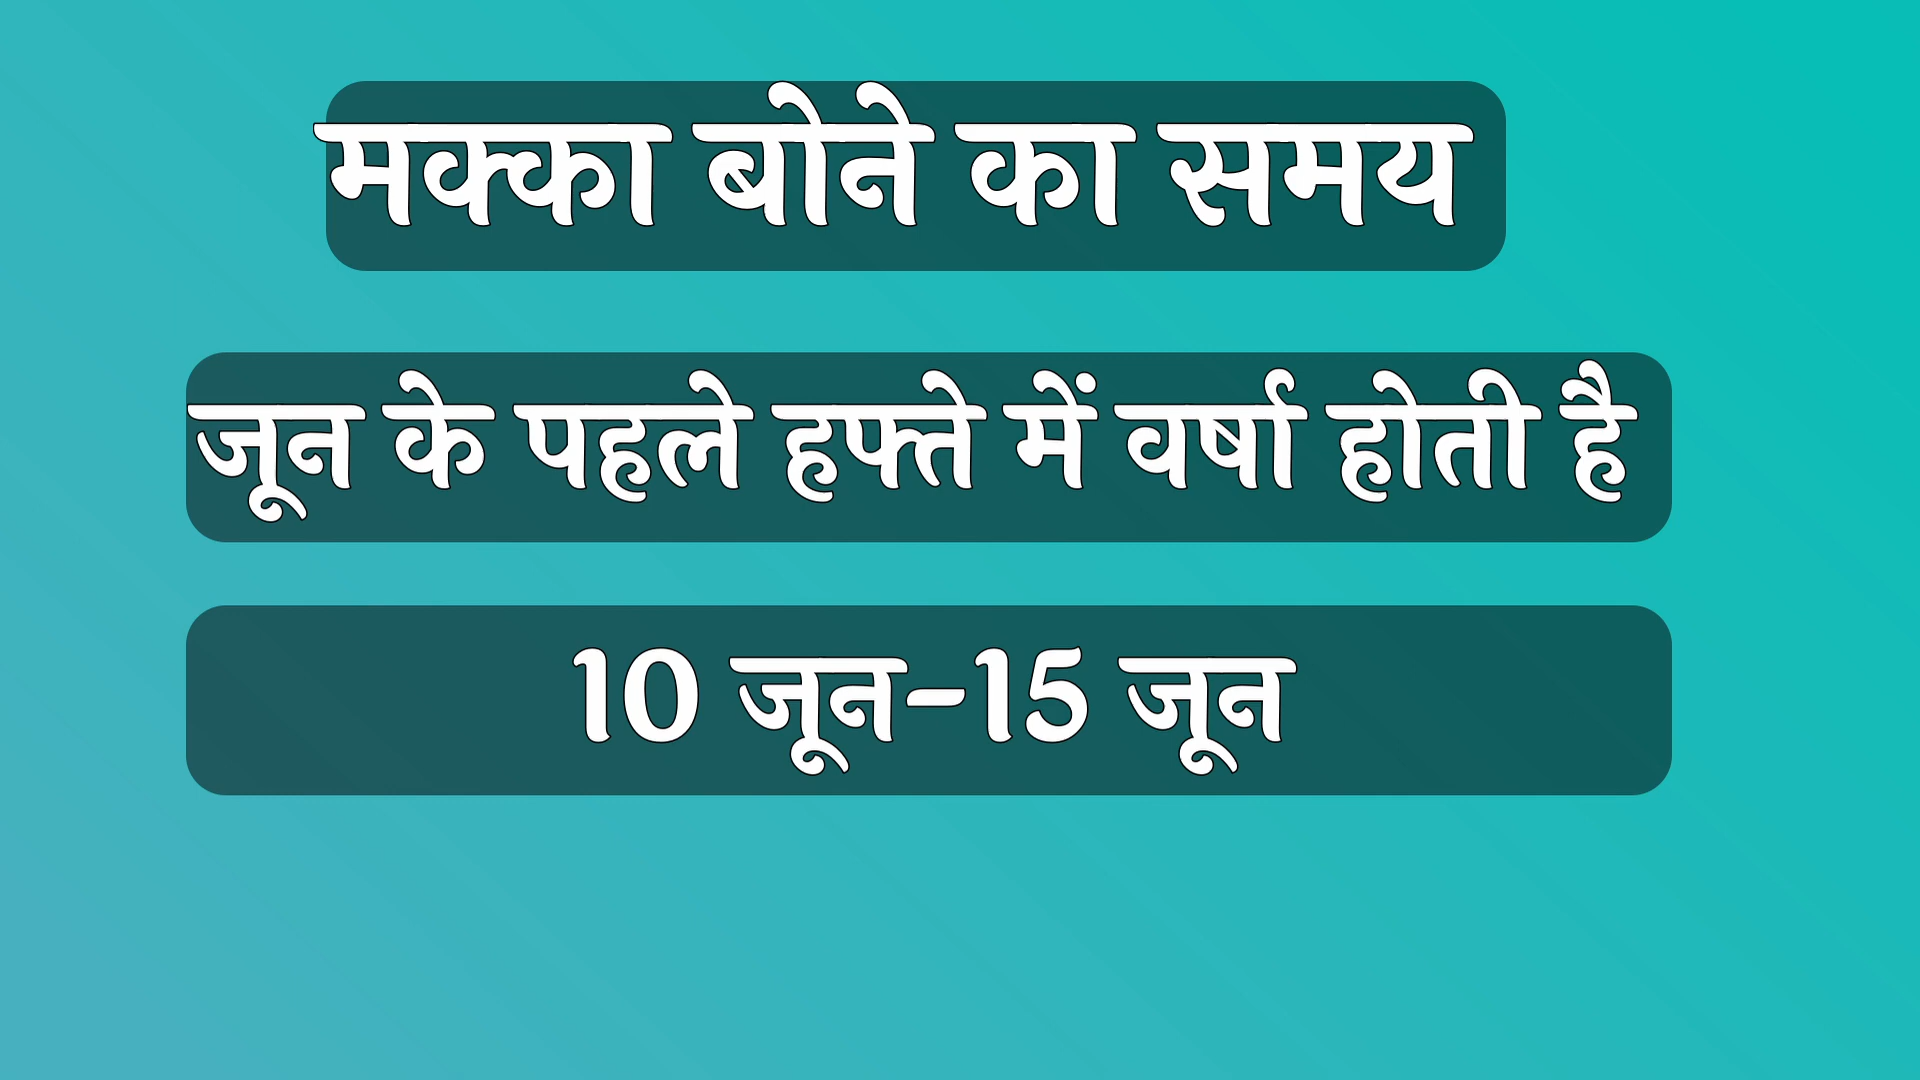 मक्का बोने का समय
जून के पहले हफ्ते में वर्षा होती है
10 जून-15 जून